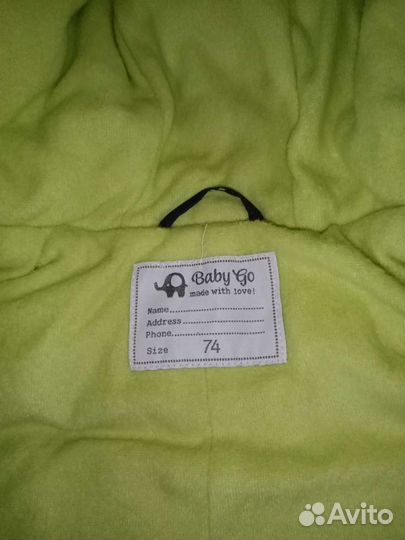 Baby Go
made with love!
Name
Address
Phone
Size 74
Avito